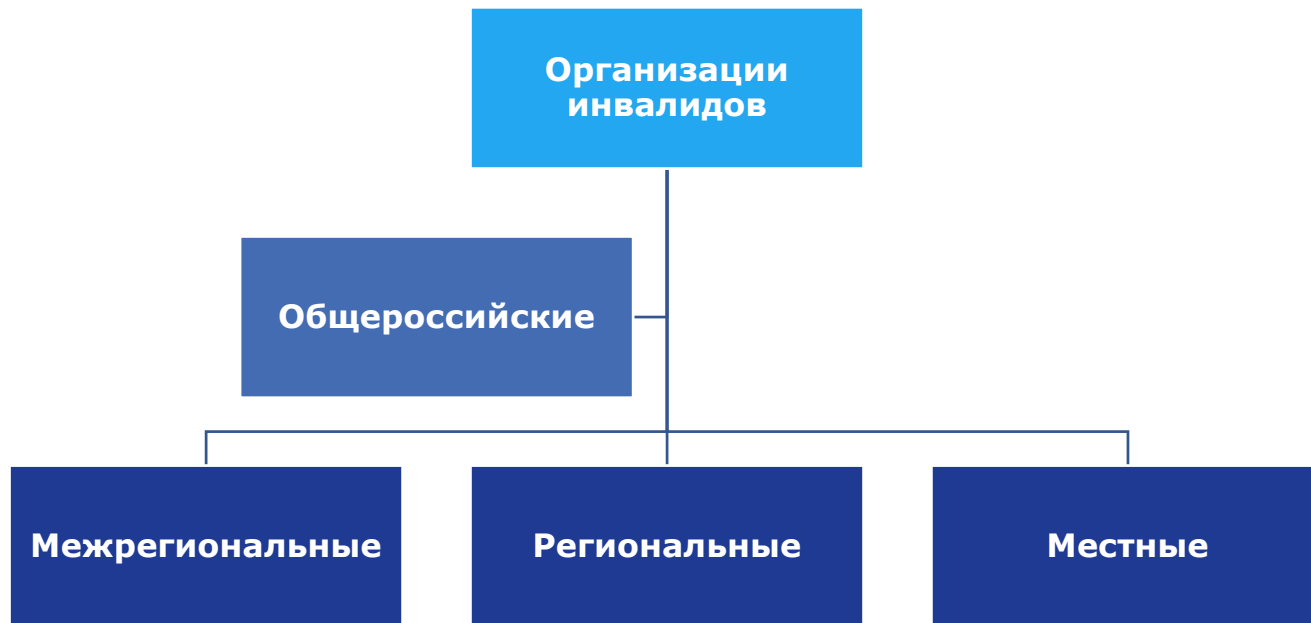 Организации
инвалидов
Общероссийские
Межрегиональные
Региональные
Местные